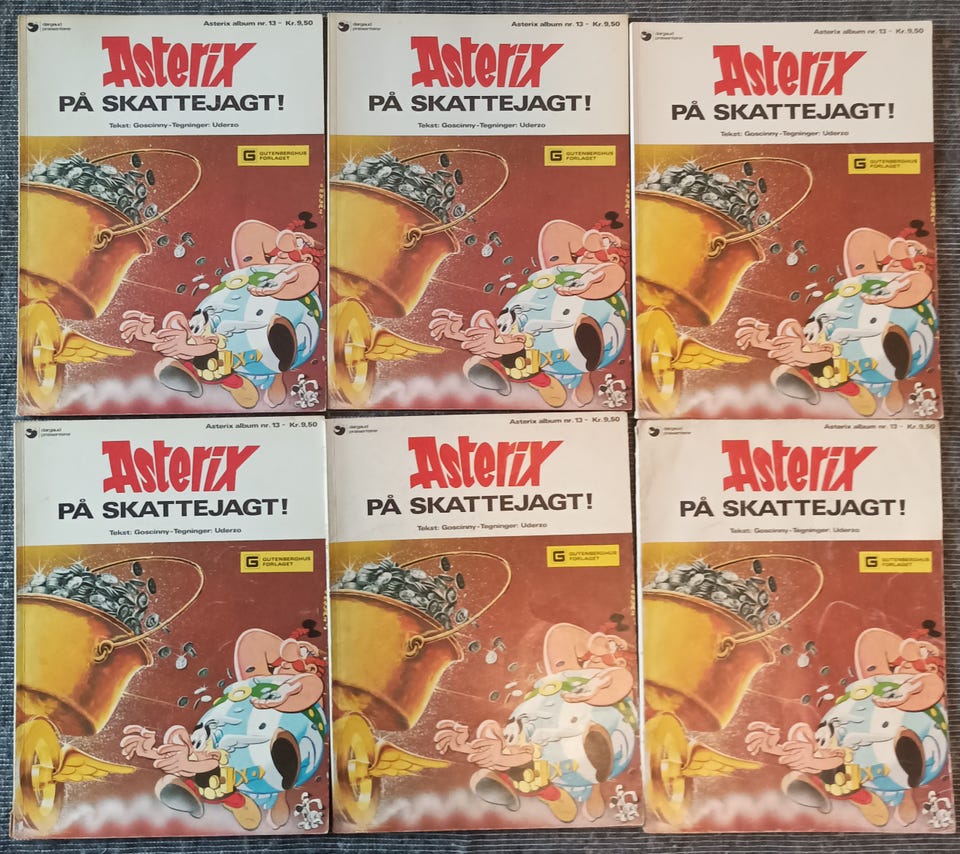 dargaud
præsenterer
Asterix album nr. 13 - Kr. 9,50
Asterix
PÅ SKATTEJAGT!
Tekst: Goscinny - Tegninger: Uderzo
G GUTENBERGHUS
FORLAGET
dargaud
præsenterer
Asterix album nr. 13 - Kr. 9,50
Asterix
PÅ SKATTEJAGT!
Tekst: Goscinny - Tegninger: Uderzo
G GUTENBERGHUS
FORLAGET
dargaud
præsenterer
Asterix album nr. 13 - Kr. 9,50
Asterix
PÅ SKATTEJAGT!
Tekst: Goscinny - Tegninger: Uderzo
G GUTENBERGHUS
FORLAGET
dargaud
præsenterer
Asterix album nr. 13 - Kr. 9,50
Asterix
PÅ SKATTEJAGT!
Tekst: Goscinny - Tegninger: Uderzo
G GUTENBERGHUS
FORLAGET
dargaud
præsenterer
Asterix album nr. 13 - Kr. 9,50
Asterix
PÅ SKATTEJAGT!
Tekst: Goscinny - Tegninger: Uderzo
G GUTENBERGHUS
FORLAGET
dargaud
præsenterer
Asterix album nr. 13 - Kr. 9,50
Asterix
PÅ SKATTEJAGT!
Tekst: Goscinny - Tegninger: Uderzo
G GUTENBERGHUS
FORLAGET